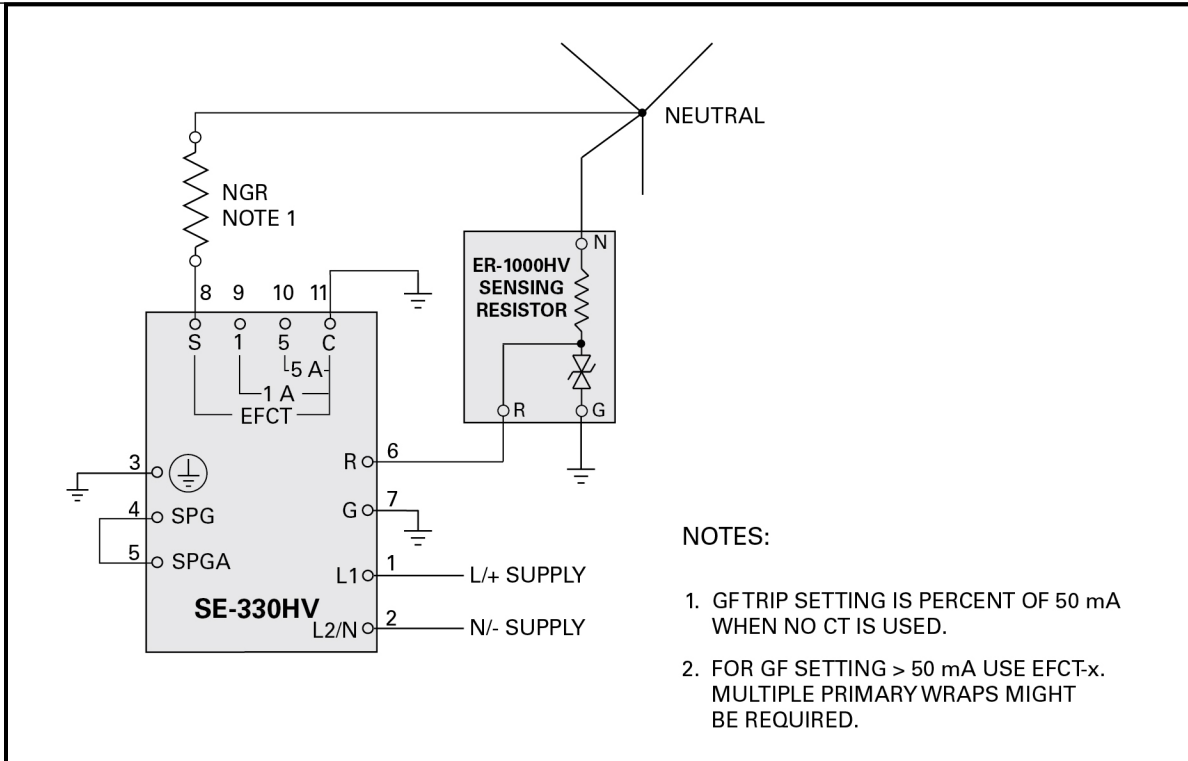 NEUTRAL
NGR
NOTE 1
N
ER-1000HV
SENSING
RESISTOR
R
G
8 9 10 11
S 1 5 C
5 A
1 A
EFCT
3
4 SPG
5 SPGA
R 6
G 7
L1 1 L/+ SUPPLY
SE-330HV
L2/N 2 N/- SUPPLY
NOTES:
1. GF TRIP SETTING IS PERCENT OF 50 mA
WHEN NO CT IS USED.
2. FOR GF SETTING > 50 mA USE EFCT-x.
MULTIPLE PRIMARY WRAPS MIGHT
BE REQUIRED.